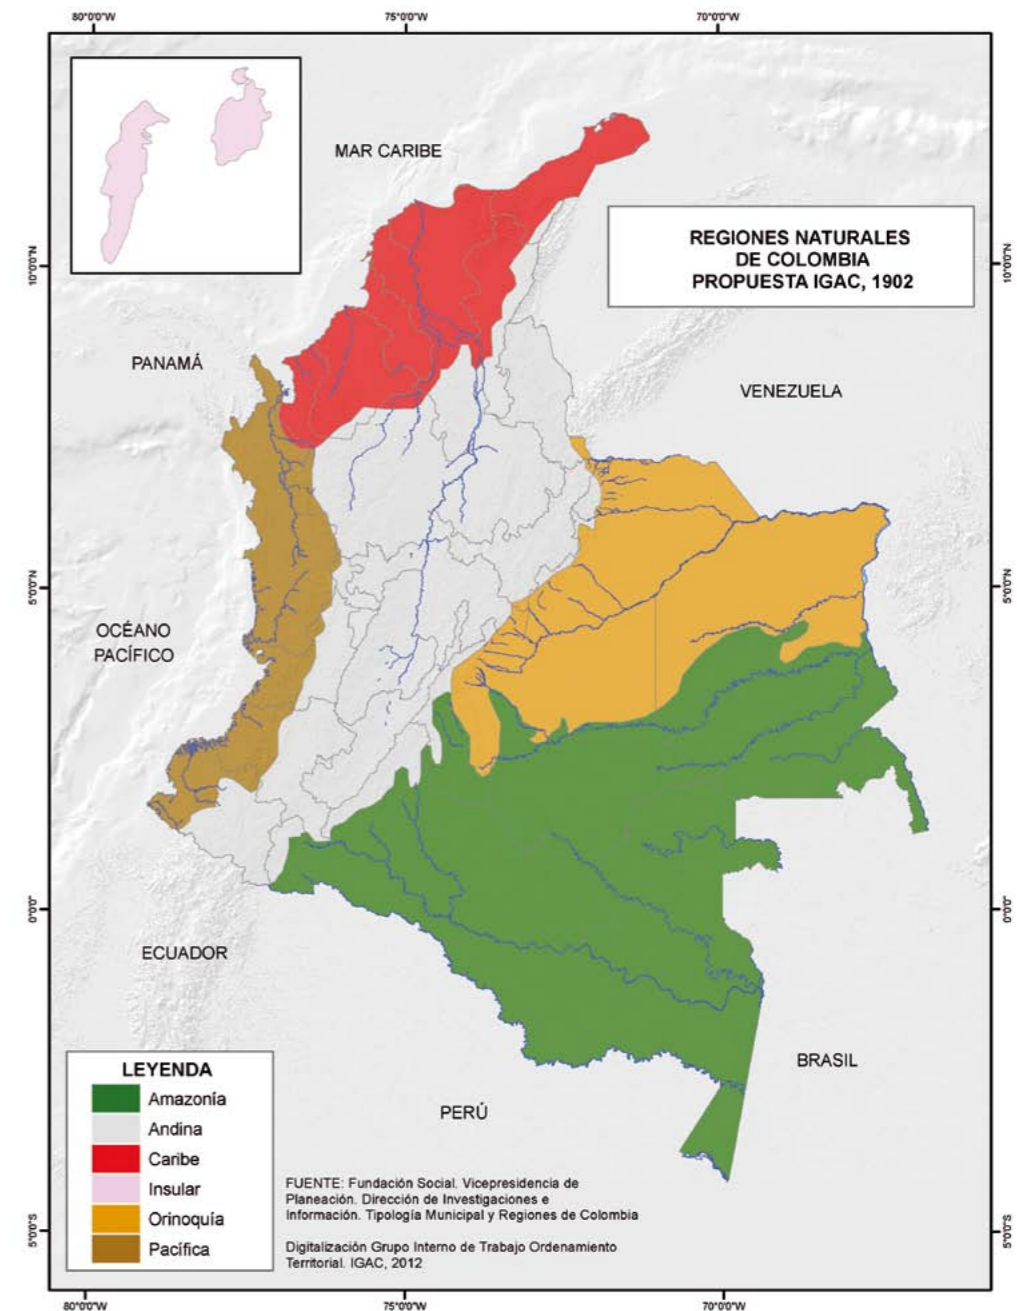 80°0'0"W
75°0'0"W
70°0'0"W
MAR CARIBE
REGIONES NATURALES
DE COLOMBIA
PROPUESTA IGAC, 1902
10°0'0"N
10°0'0"N
PANAMÁ
VENEZUELA
5°0'0"N
5°0'0"N
OCÉANO
PACÍFICO
0°0'0"
0°0'0"
ECUADOR
BRASIL
PERÚ
LEYENDA
Amazonía
Andina
Caribe
Insular
Orinoquía
Pacífica
FUENTE: Fundación Social. Vicepresidencia de
Planeación. Dirección de Investigaciones e
Información. Tipología Municipal y Regiones de Colombia
Digitalización Grupo Interno de Trabajo Ordenamiento
Territorial. IGAC, 2012
5°0'0"S
5°0'0"S
80°0'0"W
75°0'0"W
70°0'0"W